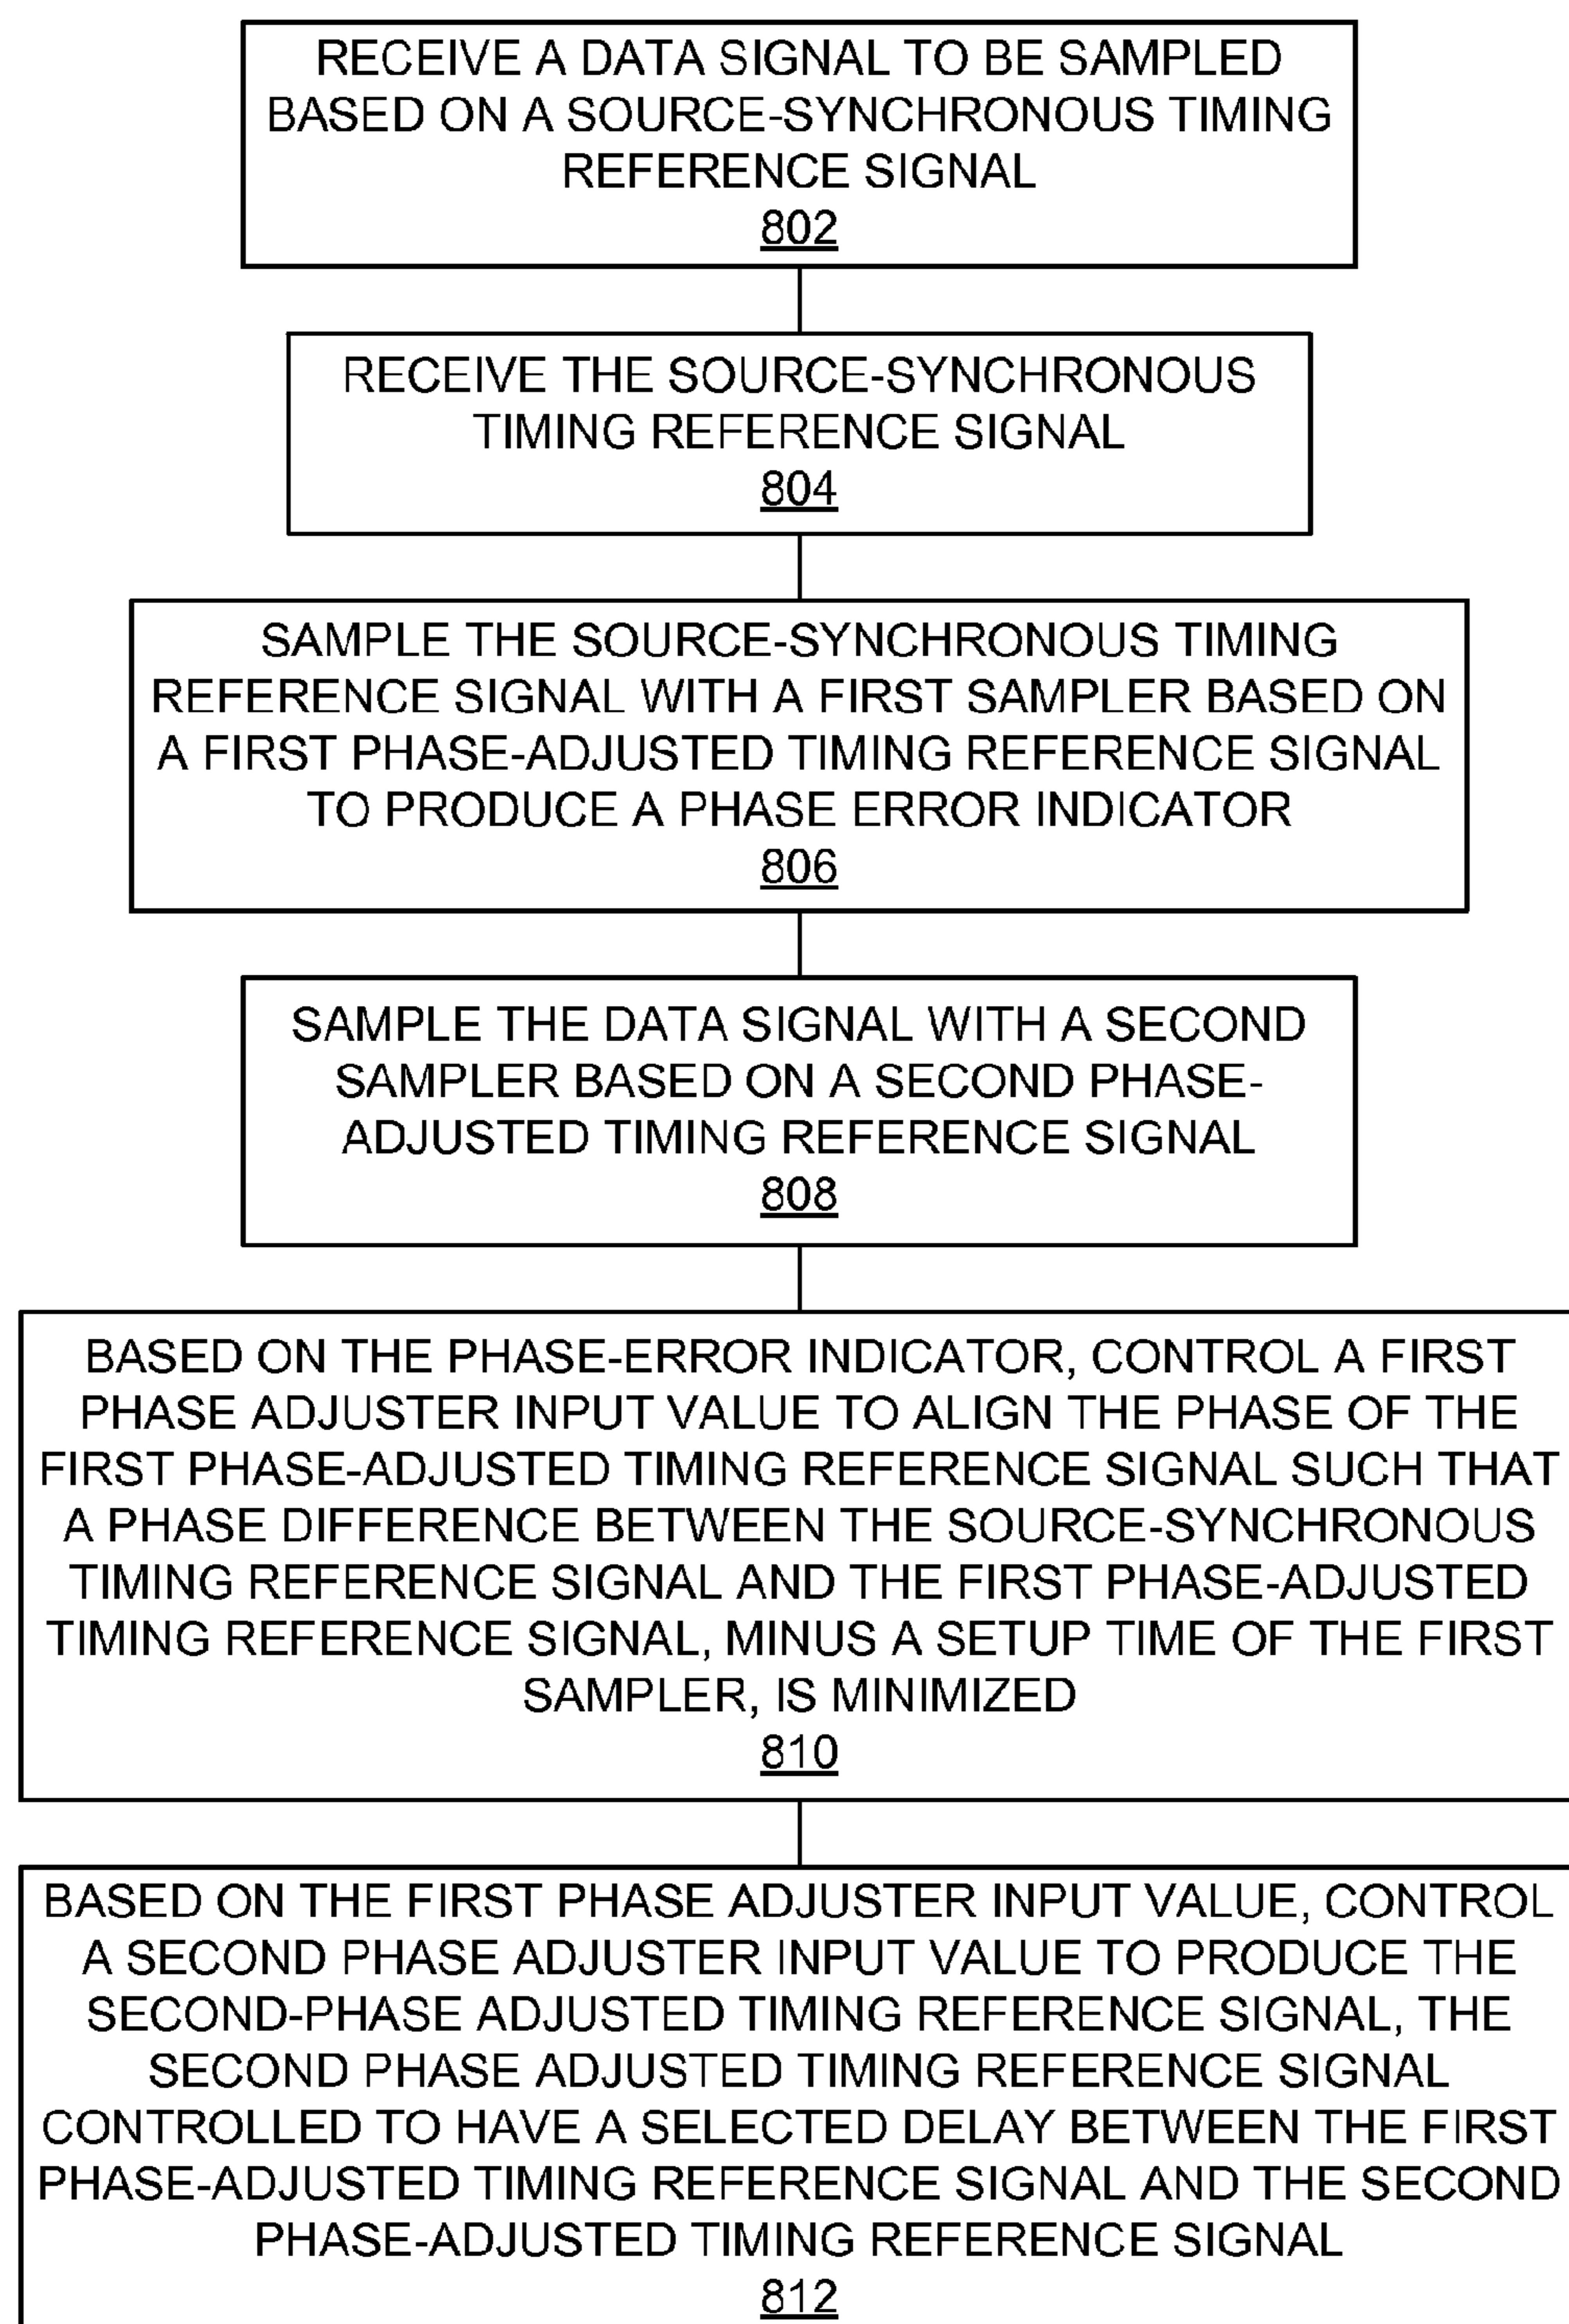 RECEIVE A DATA SIGNAL TO BE SAMPLED
BASED ON A SOURCE-SYNCHRONOUS TIMING
REFERENCE SIGNAL
802
RECEIVE THE SOURCE-SYNCHRONOUS
TIMING REFERENCE SIGNAL
804
SAMPLE THE SOURCE-SYNCHRONOUS TIMING
REFERENCE SIGNAL WITH A FIRST SAMPLER BASED ON
A FIRST PHASE-ADJUSTED TIMING REFERENCE SIGNAL
TO PRODUCE A PHASE ERROR INDICATOR
806
SAMPLE THE DATA SIGNAL WITH A SECOND
SAMPLER BASED ON A SECOND PHASE-
ADJUSTED TIMING REFERENCE SIGNAL
808
BASED ON THE PHASE-ERROR INDICATOR, CONTROL A FIRST
PHASE ADJUSTER INPUT VALUE TO ALIGN THE PHASE OF THE
FIRST PHASE-ADJUSTED TIMING REFERENCE SIGNAL SUCH THAT
A PHASE DIFFERENCE BETWEEN THE SOURCE-SYNCHRONOUS
TIMING REFERENCE SIGNAL AND THE FIRST PHASE-ADJUSTED
TIMING REFERENCE SIGNAL, MINUS A SETUP TIME OF THE FIRST
SAMPLER, IS MINIMIZED
810
BASED ON THE FIRST PHASE ADJUSTER INPUT VALUE, CONTROL
A SECOND PHASE ADJUSTER INPUT VALUE TO PRODUCE THE
SECOND-PHASE ADJUSTED TIMING REFERENCE SIGNAL, THE
SECOND PHASE ADJUSTED TIMING REFERENCE SIGNAL
CONTROLLED TO HAVE A SELECTED DELAY BETWEEN THE FIRST
PHASE-ADJUSTED TIMING REFERENCE SIGNAL AND THE SECOND
PHASE-ADJUSTED TIMING REFERENCE SIGNAL
812